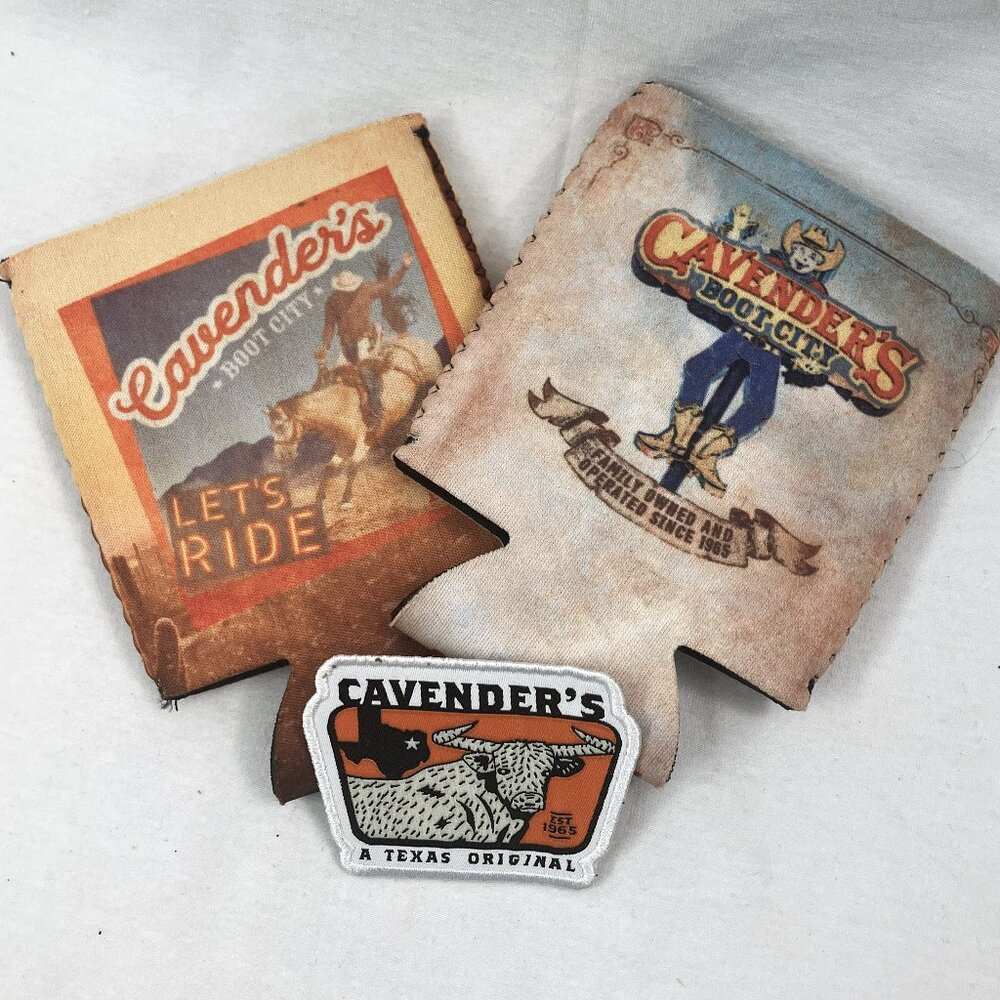 Cavender's
• BOOT CITY •
LET'S
RIDE
CAVENDER'S
BOOT CITY
FAMILY OWNED AND
OPERATED SINCE 1965
CAVENDER'S
EST
1965
A TEXAS ORIGINAL